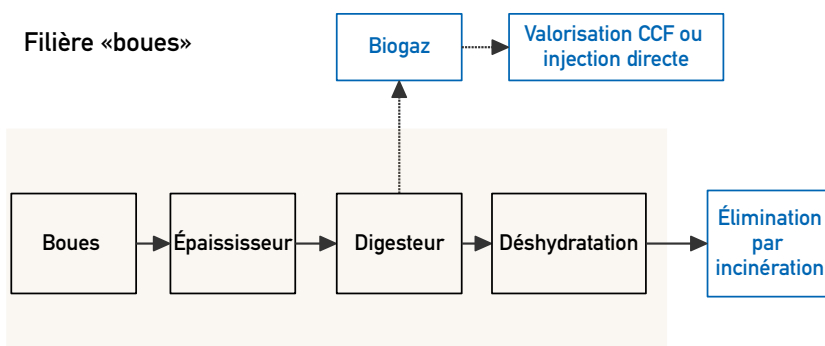 Filière «boues»
Biogaz
Valorisation CCF ou
injection directe
Boues
Épaississeur
Digesteur
Déshydratation
Élimination
par
incinération